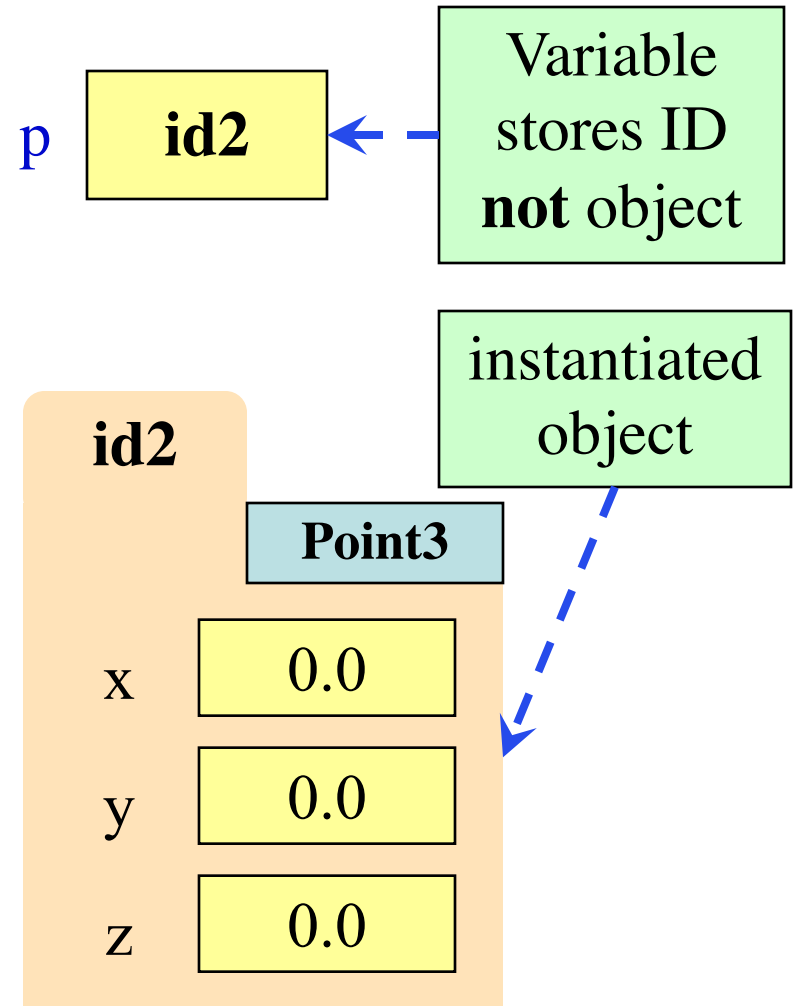 p
id2
Variable
stores ID
not object
instantiated
object
id2
Point3
x
0.0
y
0.0
z
0.0